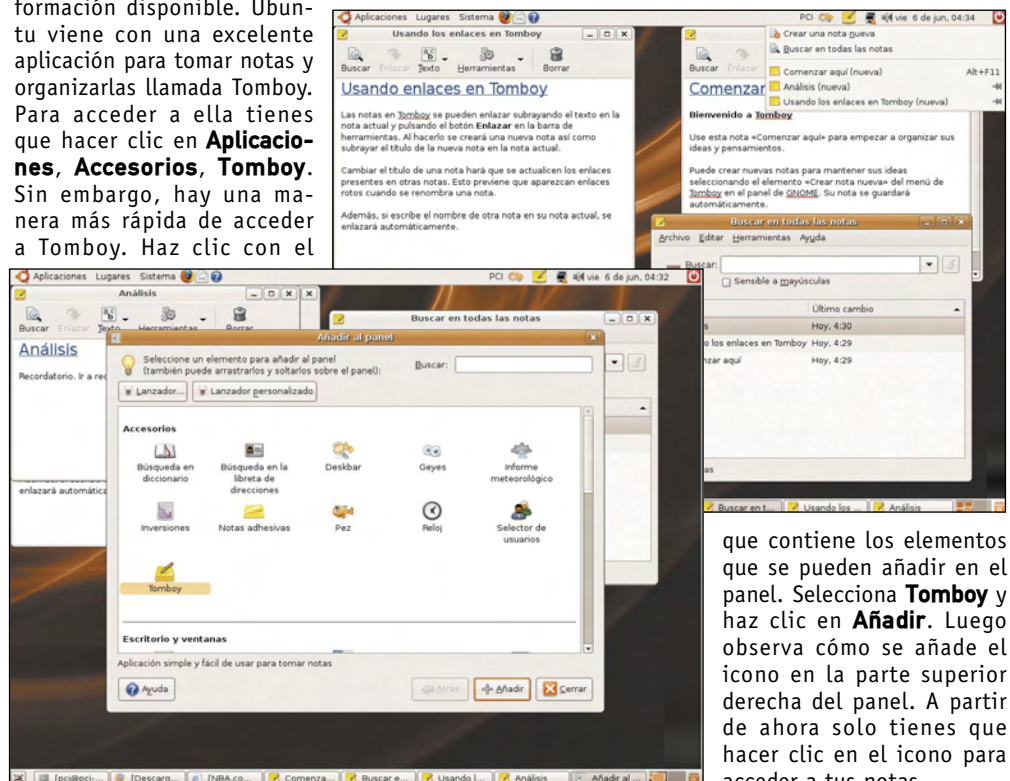 formación disponible. Ubun-
tu viene con una excelente
aplicación para tomar notas y
organizarlas llamada Tomboy.
Para acceder a ella tienes
que hacer clic en Aplicacio-
nes, Accesorios, Tomboy.
Sin embargo, hay una ma-
nera más rápida de acceder
a Tomboy. Haz clic con el
Aplicaciones Lugares Sistema
PCI vie 6 de jun, 04:34
Usando los enlaces en Tomboy
Buscar Enlazar Texto Herramientas Borrar
Usando enlaces en Tomboy
Las notas en Tomboy se pueden enlazar subrayando el texto en la
nota actual y pulsando el botón Enlazar en la barra de
herramientas. Al hacerlo se creará una nueva nota así como
subrayar el título de la nueva nota en la nota actual.
Cambiar el título de una nota hará que se actualicen los enlaces
presentes en otras notas. Esto previene que aparezcan enlaces
rotos cuando se renombra una nota.
Además, si escribe el nombre de otra nota en su nota actual, se
enlazará automáticamente.
Crear una nota nueva
Buscar en todas las notas
Comenzar aquí (nueva) Alt+F11
Análisis (nueva)
Usando los enlaces en Tomboy (nueva)
Buscar Enlazar
Comenzar
Bienvenido a Tomboy
Use esta nota «Comenzar aquí» para empezar a organizar sus
ideas y pensamientos.
Puede crear nuevas notas para mantener sus ideas
seleccionando el elemento «Crear nota nueva» del menú de
Tomboy en el panel de GNOME. Su nota se guardará
automáticamente.
Buscar en todas las notas
Archivo Editar Herramientas Ayuda
Buscar:
Sensible a mayúsculas
Último cambio
s Hoy, 4:30
o los enlaces en Tomboy Hoy, 4:29
nzar aquí Hoy, 4:29
as
Buscar en t... Usando los ... Análisis
Aplicaciones Lugares Sistema
PCI vie 6 de jun, 04:32
Análisis
Buscar Enlazar Texto Herramientas Borrar
Análisis
Recordatorio. Ir a rec
enlazará automática
Buscar en todas las notas
Añadir al panel
Seleccione un elemento para añadir al panel
(también puede arrastrarlos y soltarlos sobre el panel):
Buscar:
Lanzador... Lanzador personalizado
Accesorios
Búsqueda en
diccionario
Búsqueda en la
libreta de
direcciones
Deskbar
Geyes
Informe
meteorológico
Inversiones
Notas adhesivas
Pez
Reloj
Selector de
usuarios
Tomboy
Escritorio y ventanas
Aplicación simple y fácil de usar para tomar notas
Ayuda Atrás Añadir Cerrar
[pci@pci-... [Descarg... [NBA.co... Comenza... Buscar e... Usando l... Análisis Añadir al ...
que contiene los elementos
que se pueden añadir en el
panel. Selecciona Tomboy y
haz clic en Añadir. Luego
observa cómo se añade el
icono en la parte superior
derecha del panel. A partir
de ahora solo tienes que
hacer clic en el icono para
acceder a tus notas